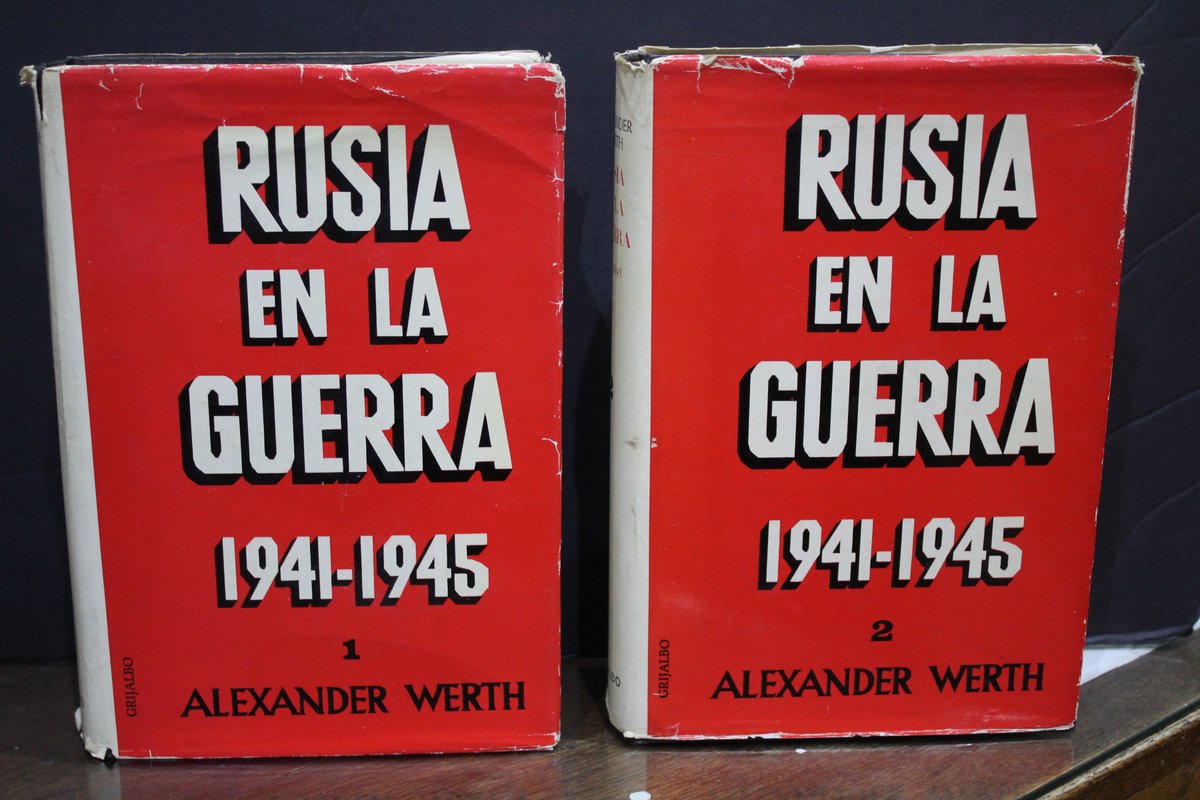 RUSIA
EN LA
GUERRA
1941-1945
1
ALEXANDER WERTH
GRIJALBO
RUSIA
EN LA
GUERRA
1941-1945
2
ALEXANDER WERTH
GRIJALBO